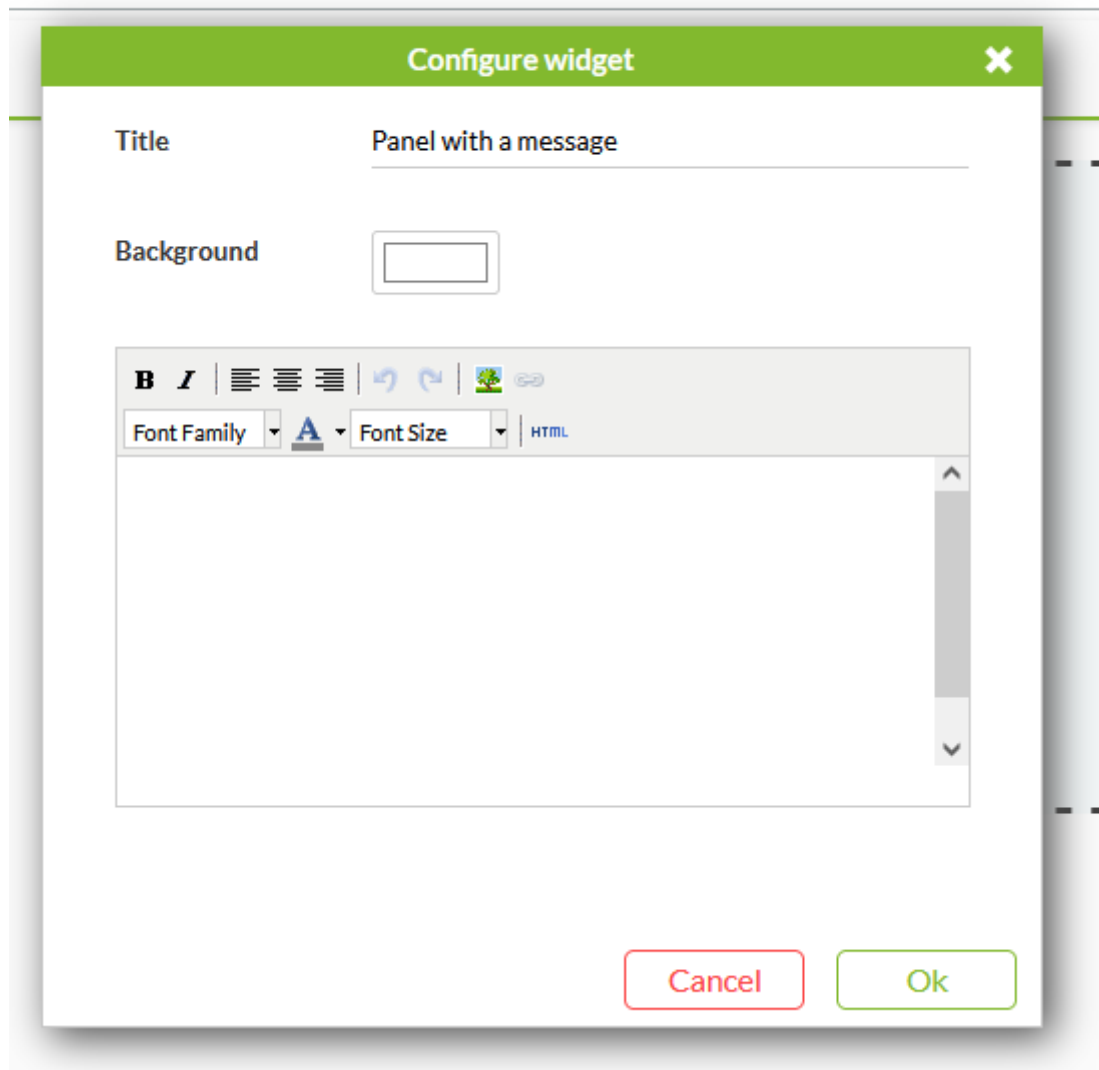 Configure widget
Title Panel with a message
Background
B I
Font Family A Font Size HTML
Cancel Ok